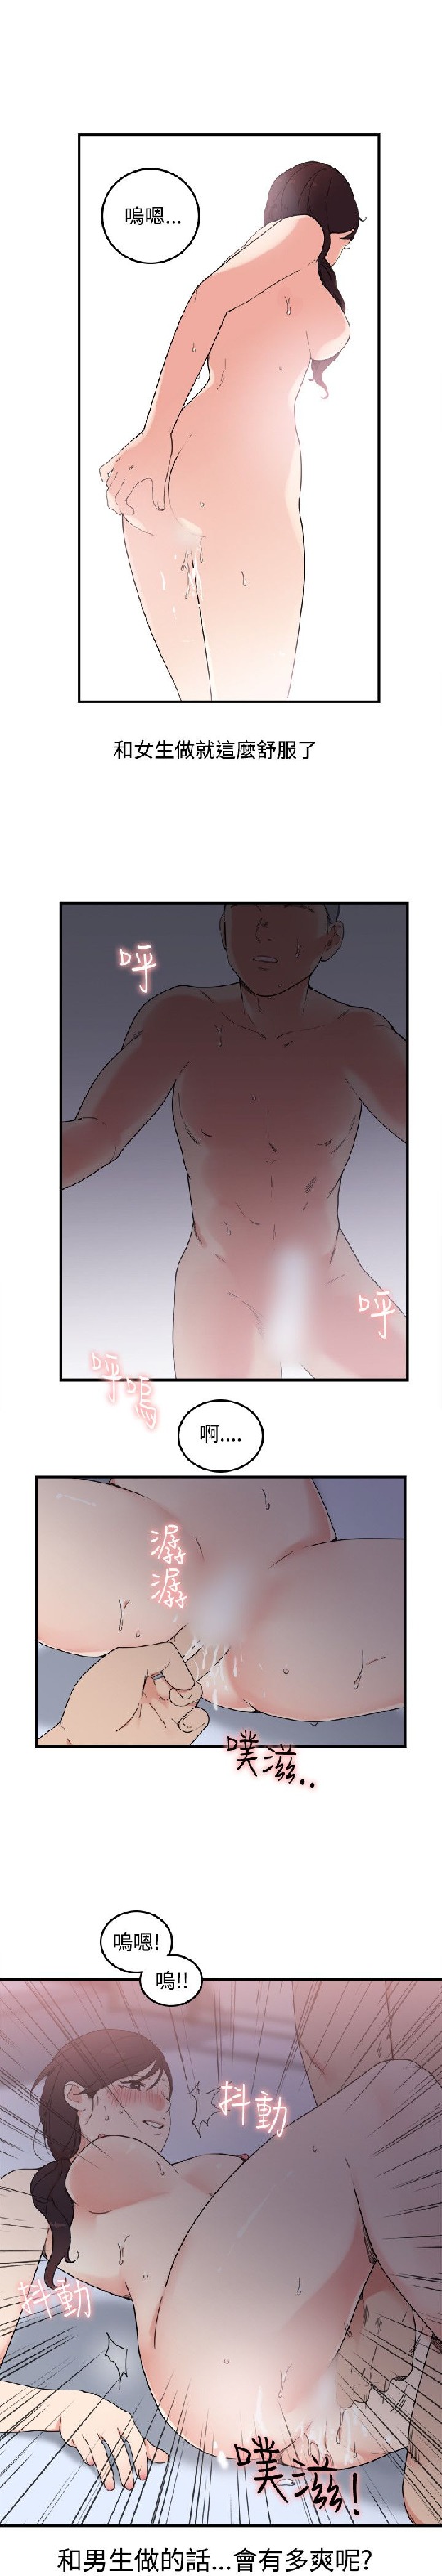 嗚嗯...
和女生做就這麼舒服了
呼
呼
呼嗚
啊....
潺潺
噗滋..
嗚嗯!
嗚!!
抖動
抖動
噗滋!
和男生做的話...會有多爽呢?